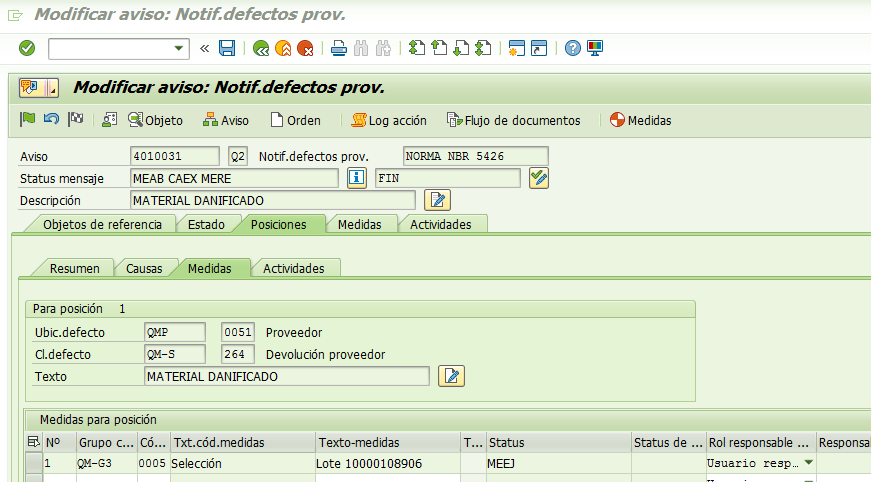 Modificar aviso: Notif.defectos prov.
Modificar aviso: Notif.defectos prov.
Objeto Aviso Orden Log acción Flujo de documentos Medidas
Aviso 4010031 Q2 Notif.defectos prov. NORMA NBR 5426
Status mensaje MEAB CAEX MERE FIN
Descripción MATERIAL DANIFICADO
Objetos de referencia Estado Posiciones Medidas Actividades
Resumen Causas Medidas Actividades
Para posición 1
Ubic.defecto QMP 0051 Proveedor
Cl.defecto QM-S 264 Devolución proveedor
Texto MATERIAL DANIFICADO
Medidas para posición
Nº Grupo c... Có... Txt.cód.medidas Texto-medidas T... Status Status de ... Rol responsable ... Responsa
1 QM-G3 0005 Selección Lote 10000108906 MEEJ Usuario resp...